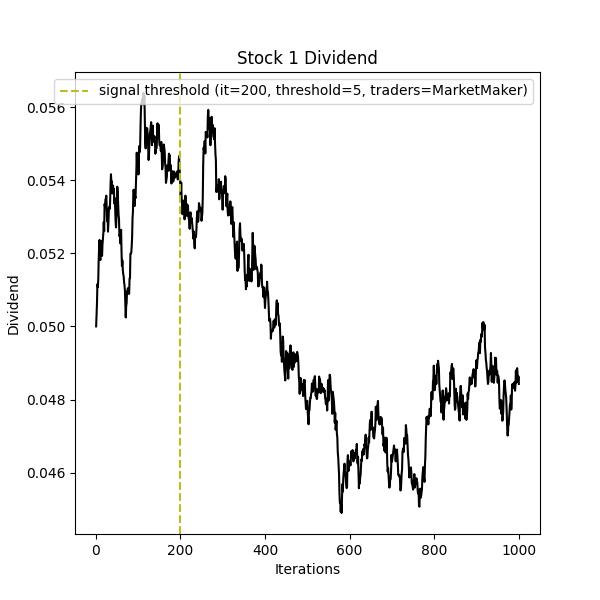 Stock 1 Dividend
signal threshold (it=200, threshold=5, traders=MarketMaker)
0.056
0.054
0.052
0.050
0.048
0.046
Dividend
0 200 400 600 800 1000
Iterations